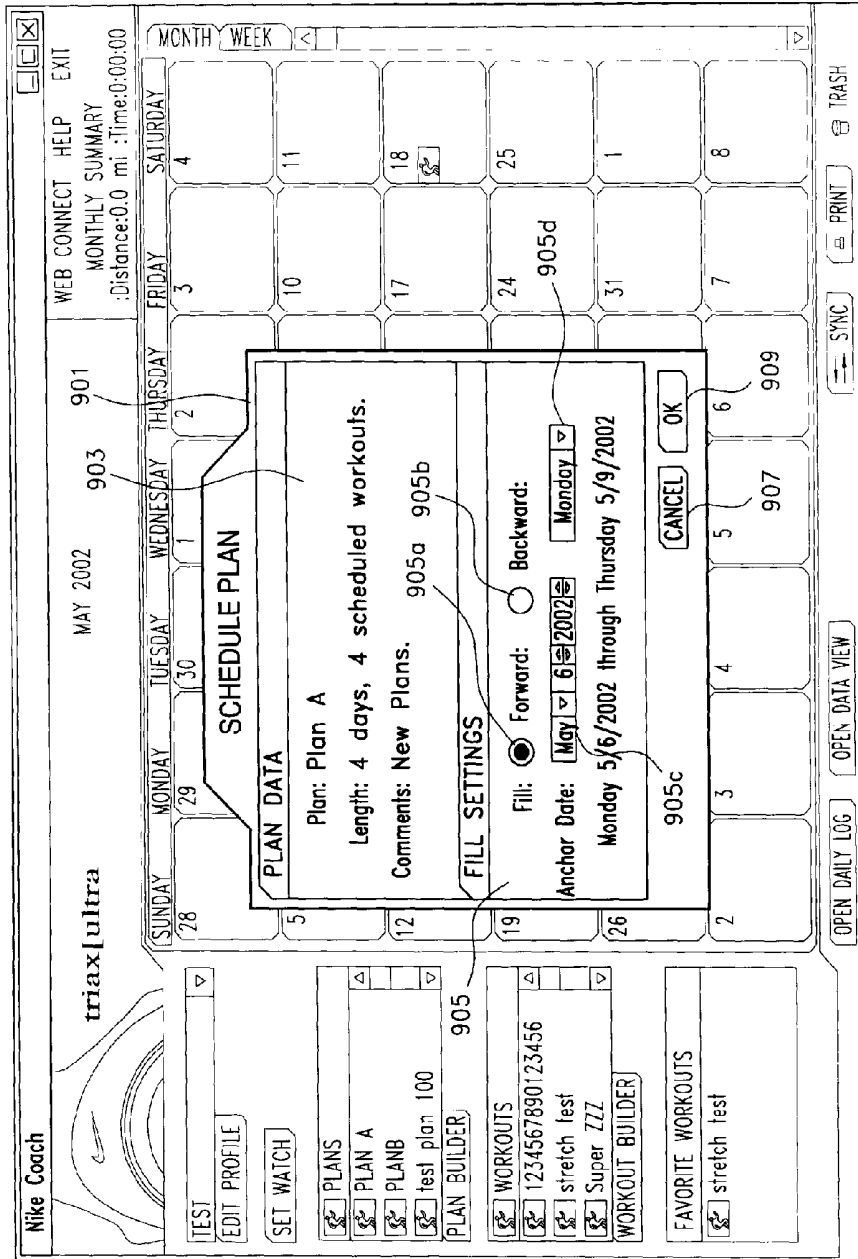 Nike Coach
triax[ultra
MAY 2002
WEB CONNECT HELP EXIT
MONTHLY SUMMARY
:Distance:0.0 mi :Time:0:00:00
TEST
EDIT PROFILE
SET WATCH
PLANS
PLAN A
PLANB
test plan 100
PLAN BUILDER
WORKOUTS
1234567890123456
stretch test
Super ZZZ
WORKOUT BUILDER
FAVORITE WORKOUTS
stretch test
SUNDAY MONDAY TUESDAY WEDNESDAY THURSDAY FRIDAY SATURDAY
MONTH WEEK
28 29 30 1 2 3 4
5 10 11
12 17 18
19 24 25
26 31 1
2 3 4 5 6 7 8
SCHEDULE PLAN
PLAN DATA
Plan: Plan A
Length: 4 days, 4 scheduled workouts.
Comments: New Plans.
FILL SETTINGS
Fill: Forward: Backward:
Anchor Date: May 6 2002 Monday
Monday 5/6/2002 through Thursday 5/9/2002
CANCEL OK
901
903
905
905a
905b
905c
905d
907
909
OPEN DAILY LOG OPEN DATA VIEW SYNC PRINT TRASH